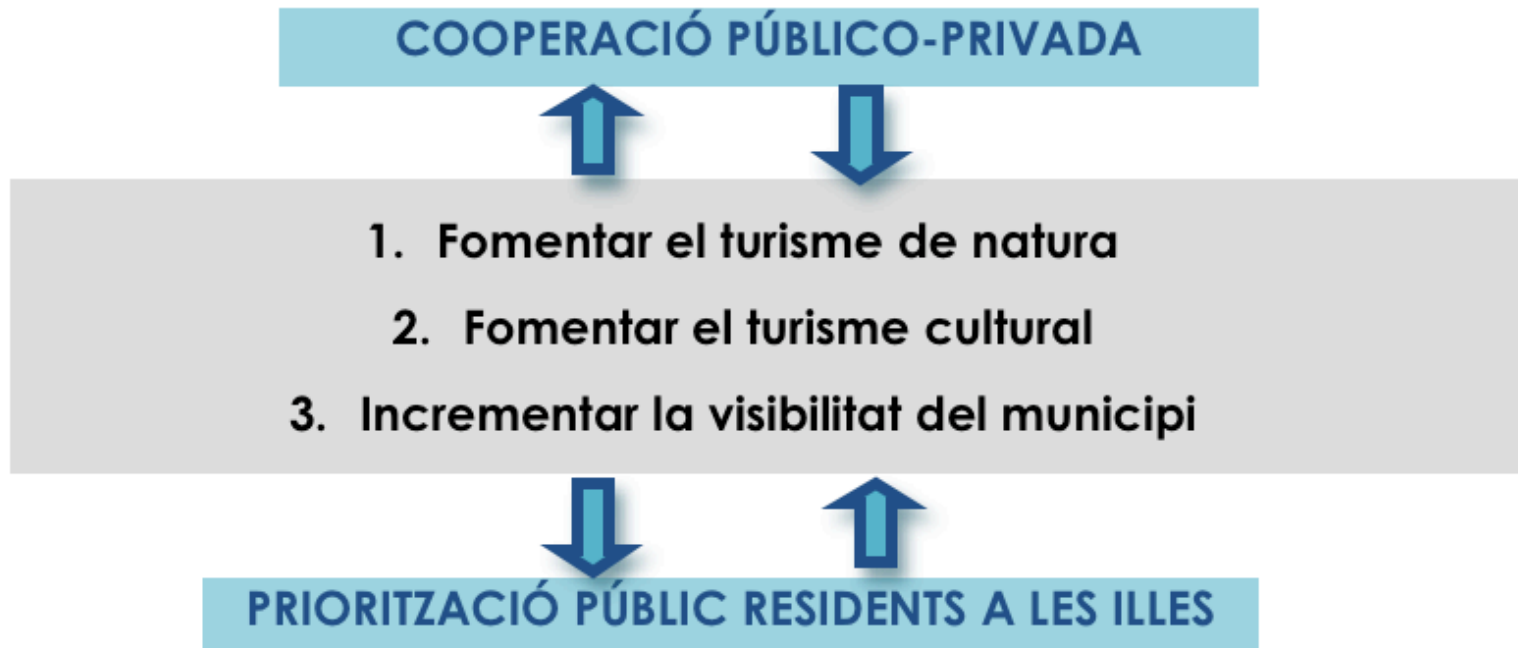 COOPERACIÓ PÚBLICO-PRIVADA
1. Fomentar el turisme de natura
2. Fomentar el turisme cultural
3. Incrementar la visibilitat del municipi
PRIORITZACIÓ PÚBLIC RESIDENTS A LES ILLES